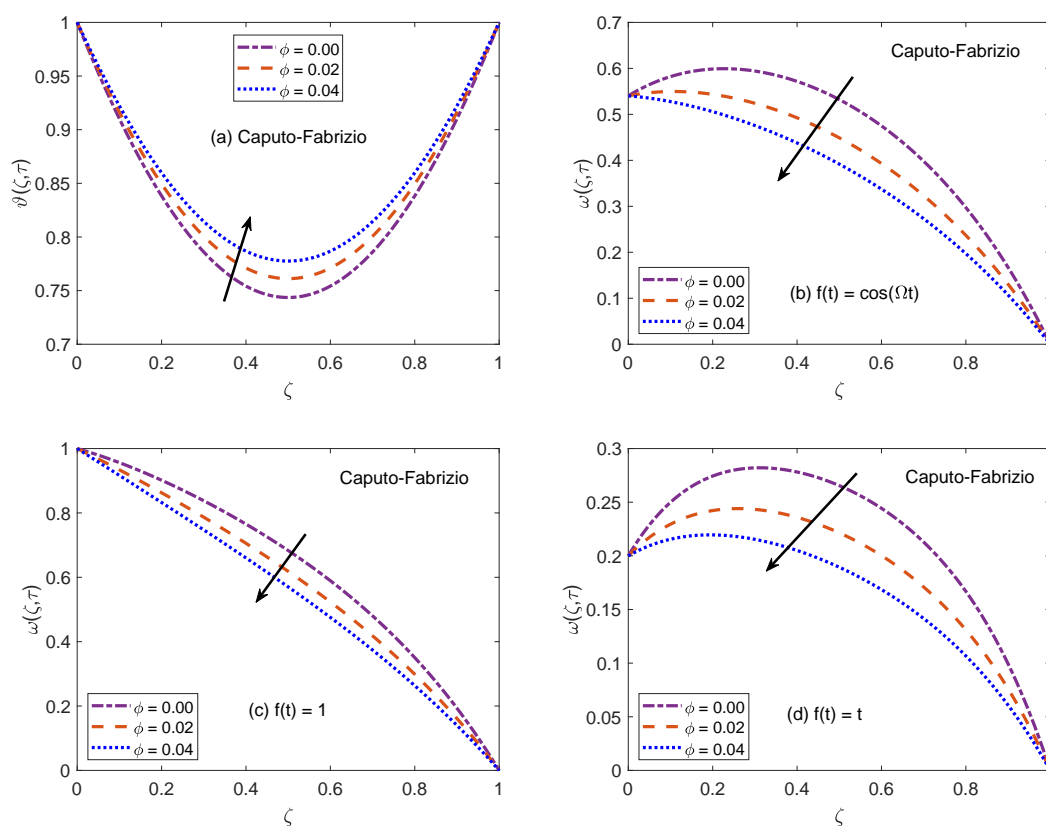 1
0.95
0.9
0.85
0.8
0.75
0.7
ϑ(ζ,τ)
ϕ = 0.00
ϕ = 0.02
ϕ = 0.04
(a) Caputo-Fabrizio
0 0.2 0.4 0.6 0.8 1
ζ
0.7
0.6
0.5
0.4
0.3
0.2
0.1
0
ω(ζ,τ)
Caputo-Fabrizio
ϕ = 0.00
ϕ = 0.02
ϕ = 0.04
(b) f(t) = cos(Ωt)
0 0.2 0.4 0.6 0.8 1
ζ
1
0.8
0.6
0.4
0.2
0
ω(ζ,τ)
Caputo-Fabrizio
ϕ = 0.00
ϕ = 0.02
ϕ = 0.04
(c) f(t) = 1
0 0.2 0.4 0.6 0.8 1
ζ
0.3
0.25
0.2
0.15
0.1
0.05
0
ω(ζ,τ)
Caputo-Fabrizio
ϕ = 0.00
ϕ = 0.02
ϕ = 0.04
(d) f(t) = t
0 0.2 0.4 0.6 0.8 1
ζ